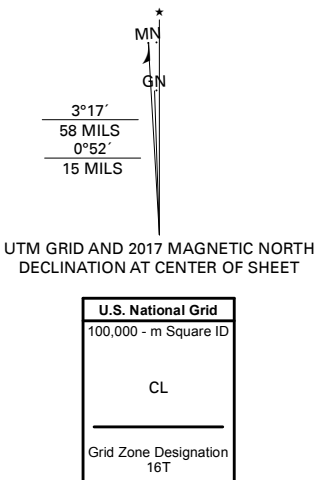 MN
GN
3°17´
58 MILS
0°52´
15 MILS
UTM GRID AND 2017 MAGNETIC NORTH
DECLINATION AT CENTER OF SHEET
U.S. National Grid
100,000 - m Square ID
CL
Grid Zone Designation
16T